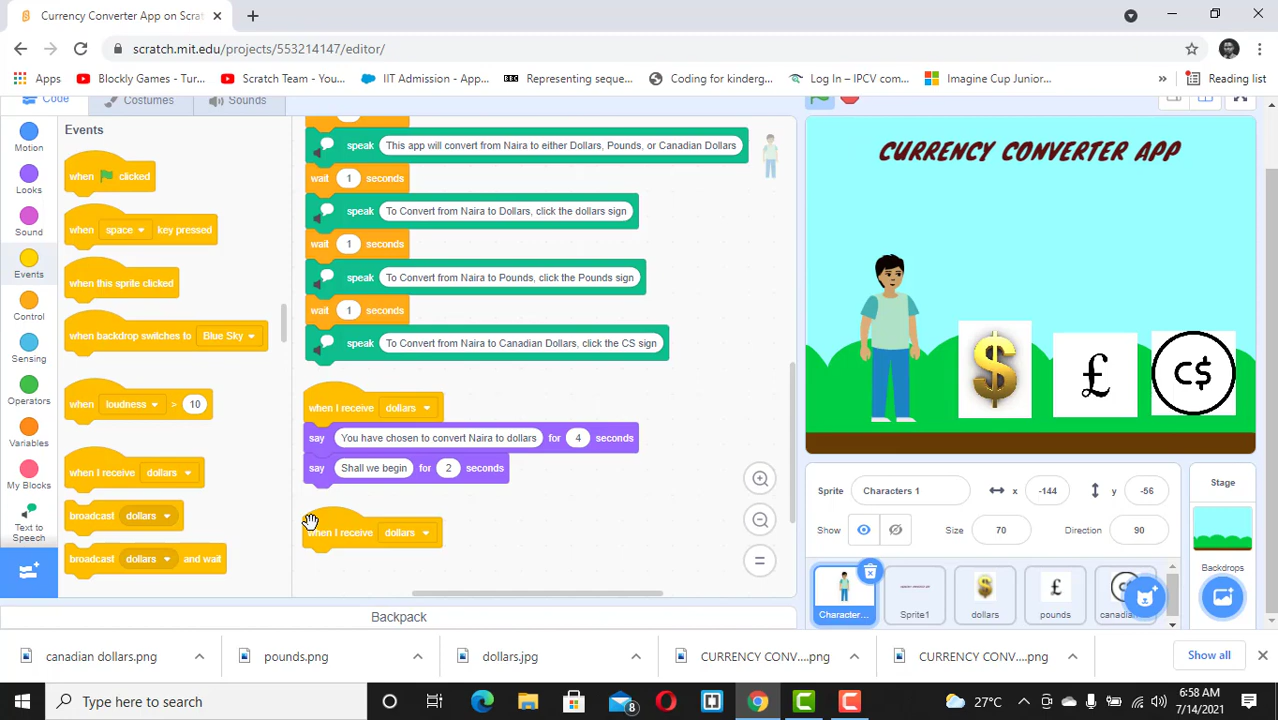 Currency Converter App on Scrat
scratch.mit.edu/projects/553214147/editor/
Apps
Blockly Games - Tur...
Scratch Team - You...
IIT Admission - App...
Representing seque...
Coding for kinderg...
Log In – IPCV com...
Imagine Cup Junior...
»
Reading list
Code
Costumes
Sounds
Motion
Looks
Sound
Events
Control
Sensing
Operators
Variables
My Blocks
Text to
Speech
Events
when clicked
when space key pressed
when this sprite clicked
when backdrop switches to Blue Sky
when loudness > 10
when I receive dollars
broadcast dollars
broadcast dollars and wait
speak This app will convert from Naira to either Dollars, Pounds, or Canadian Dollars
wait 1 seconds
speak To Convert from Naira to Dollars, click the dollars sign
wait 1 seconds
speak To Convert from Naira to Pounds, click the Pounds sign
wait 1 seconds
speak To Convert from Naira to Canadian Dollars, click the CS sign
when I receive dollars
say You have chosen to convert Naira to dollars for 4 seconds
say Shall we begin for 2 seconds
when I receive dollars
Backpack
CURRENCY CONVERTER APP
$
£
C$
Sprite Characters 1 x -144 y -56
Show Size 70 Direction 90
Character...
Sprite1
dollars
pounds
Stage
Backdrops
canadian dollars.png
pounds.png
dollars.jpg
CURRENCY CONV....png
CURRENCY CONV....png
Show all
Type here to search
8
27°C
6:58 AM
7/14/2021